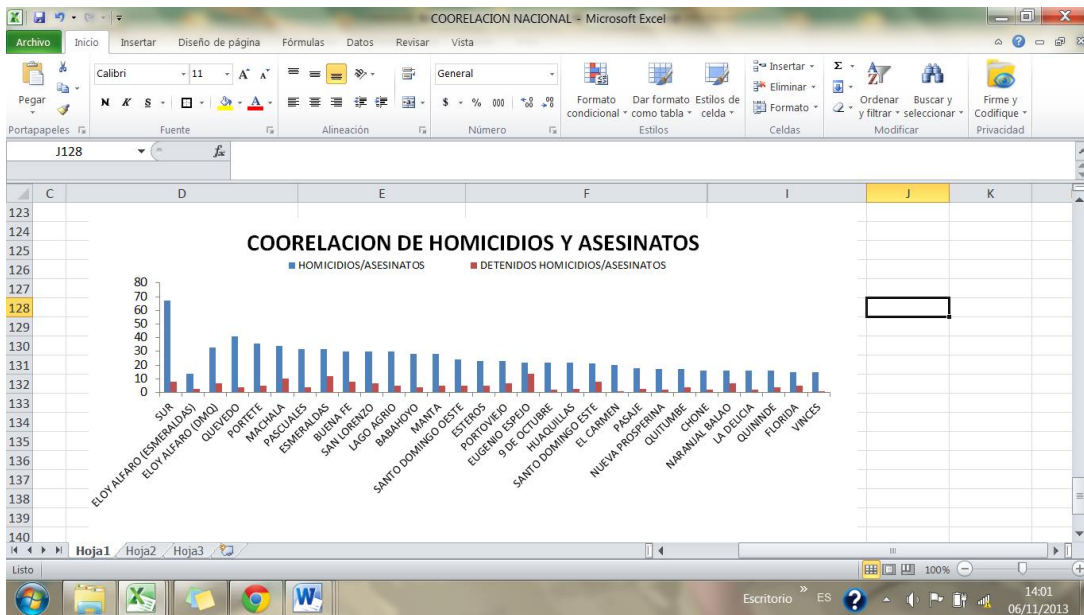 COORELACION NACIONAL - Microsoft Excel
Archivo Inicio Insertar Diseño de página Fórmulas Datos Revisar Vista
Pegar
Calibri 11 A A
N K S A
General
$ % 000
Formato condicional
Dar formato como tabla
Estilos de celda
Insertar
Eliminar
Formato
Σ
Ordenar y filtrar
Buscar y seleccionar
Firme y Codifique
Portapapeles Fuente Alineación Número Estilos Celdas Modificar Privacidad
J128 fx
C D E F I J K
123
124
125
126
127
128
129
130
131
132
133
134
135
136
137
138
139
140
COORELACION DE HOMICIDIOS Y ASESINATOS
HOMICIDIOS/ASESINATOS DETENIDOS HOMICIDIOS/ASESINATOS
80
70
60
50
40
30
20
10
0
SUR
ELOY ALFARO (ESMERALDAS)
ELOY ALFARO (DMQ)
QUEVEDO
PORTETE
MACHALA
PASCUALES
ESMERALDAS
BUENA FE
SAN LORENZO
LAGO AGRIO
BABAHOYO
MANTA
SANTO DOMINGO OESTE
ESTEROS
PORTOVIEJO
EUGENIO ESPEJO
9 DE OCTUBRE
HUAQUILLAS
SANTO DOMINGO ESTE
EL CARMEN
PASAJE
NUEVA PROSPERINA
QUITUMBE
CHONE
NARANJAL BALAO
LA DELICIA
QUININDE
FLORIDA
VINCES
Hoja1 Hoja2 Hoja3
Listo 100%
Escritorio » ES 14:01
06/11/2013